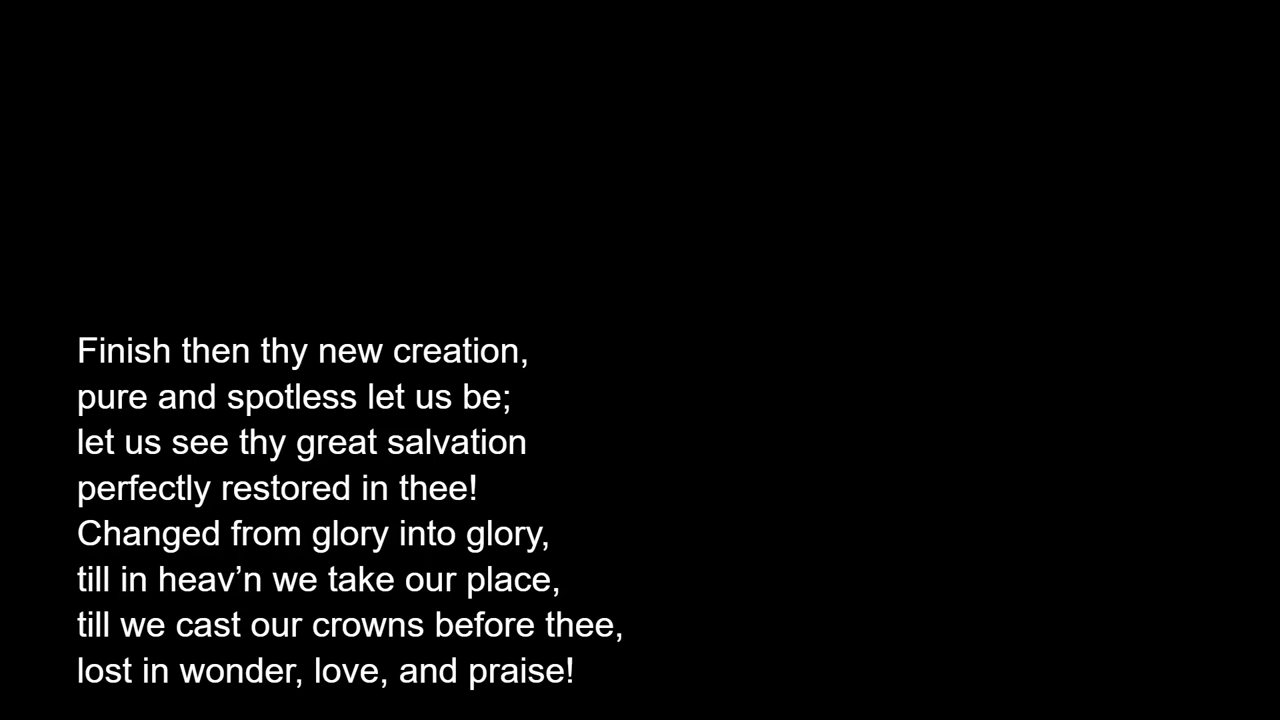 Finish then thy new creation,
pure and spotless let us be;
let us see thy great salvation
perfectly restored in thee!
Changed from glory into glory,
till in heav’n we take our place,
till we cast our crowns before thee,
lost in wonder, love, and praise!